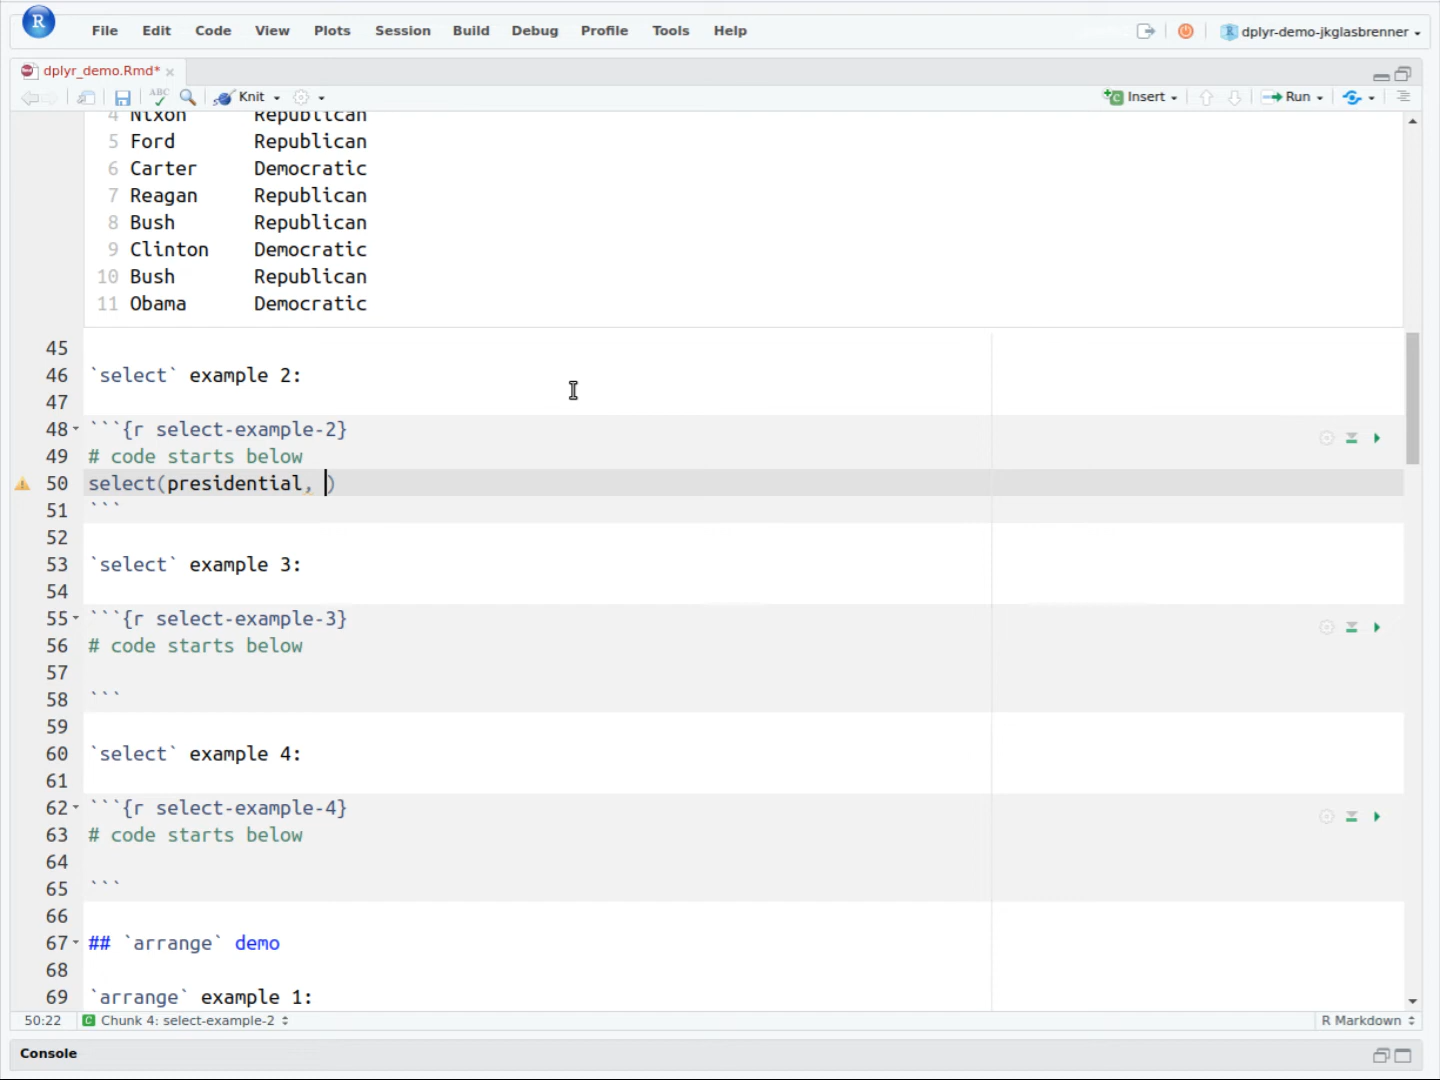 R File Edit Code View Plots Session Build Debug Profile Tools Help R dplyr-demo-jkglasbrenner
dplyr_demo.Rmd* ×
ABC Knit Insert Run
4 Nixon Republican
5 Ford Republican
6 Carter Democratic
7 Reagan Republican
8 Bush Republican
9 Clinton Democratic
10 Bush Republican
11 Obama Democratic
45
46 `select` example 2:
47
48 ```{r select-example-2}
49 # code starts below
50 select(presidential, )
51 ```
52
53 `select` example 3:
54
55 ```{r select-example-3}
56 # code starts below
57
58 ```
59
60 `select` example 4:
61
62 ```{r select-example-4}
63 # code starts below
64
65 ```
66
67 ## `arrange` demo
68
69 `arrange` example 1:
50:22 C Chunk 4: select-example-2 R Markdown
Console